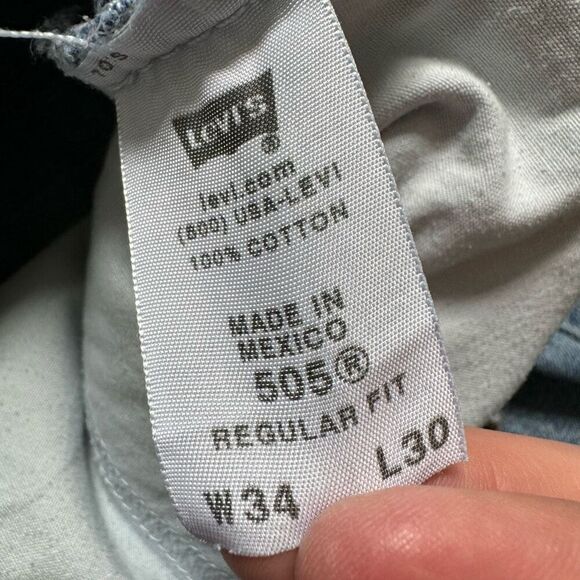 Levi's
®
levi.com
(800) USA-LEVI
100% COTTON
MADE IN
MEXICO
505®
REGULAR FIT
W34 L30